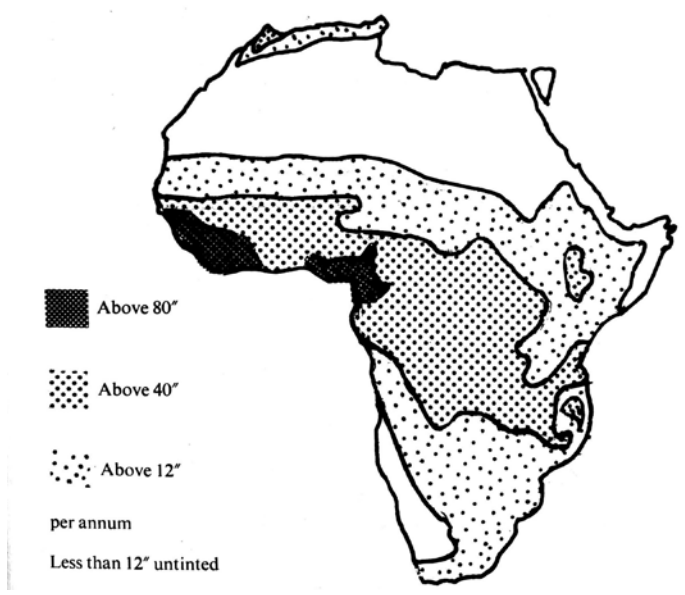 Above 80″
Above 40″
Above 12″
per annum
Less than 12″ untinted